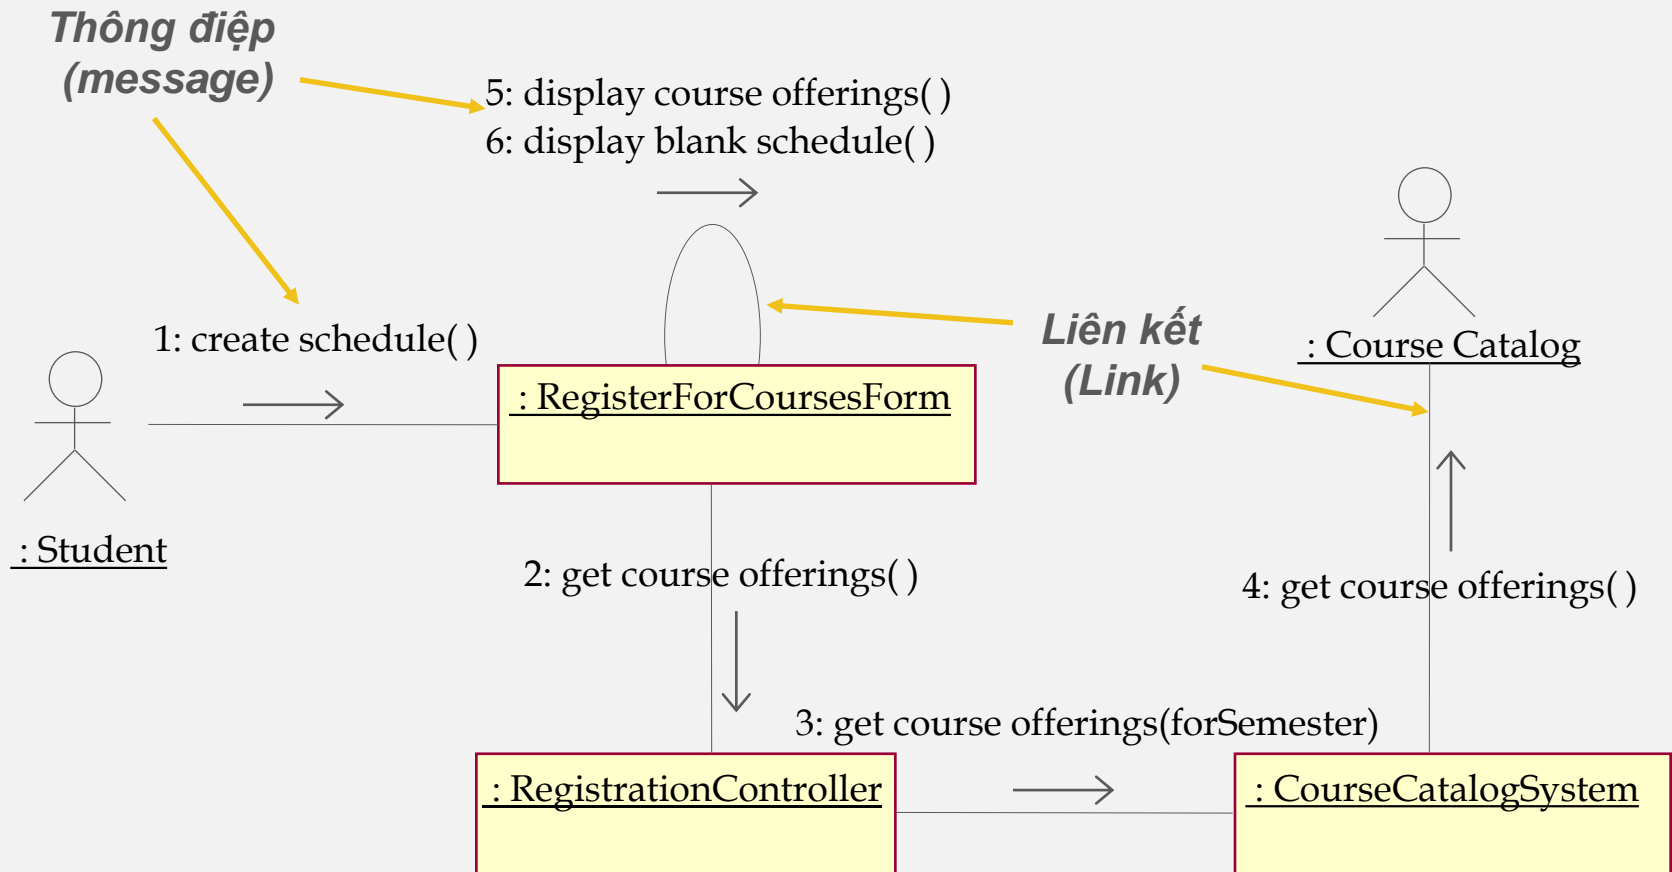 Thông điệp
(message)
5: display course offerings( )
6: display blank schedule( )
1: create schedule( )
: RegisterForCoursesForm
Liên kết
(Link)
: Course Catalog
: Student
2: get course offerings( )
4: get course offerings( )
3: get course offerings(forSemester)
: RegistrationController
: CourseCatalogSystem